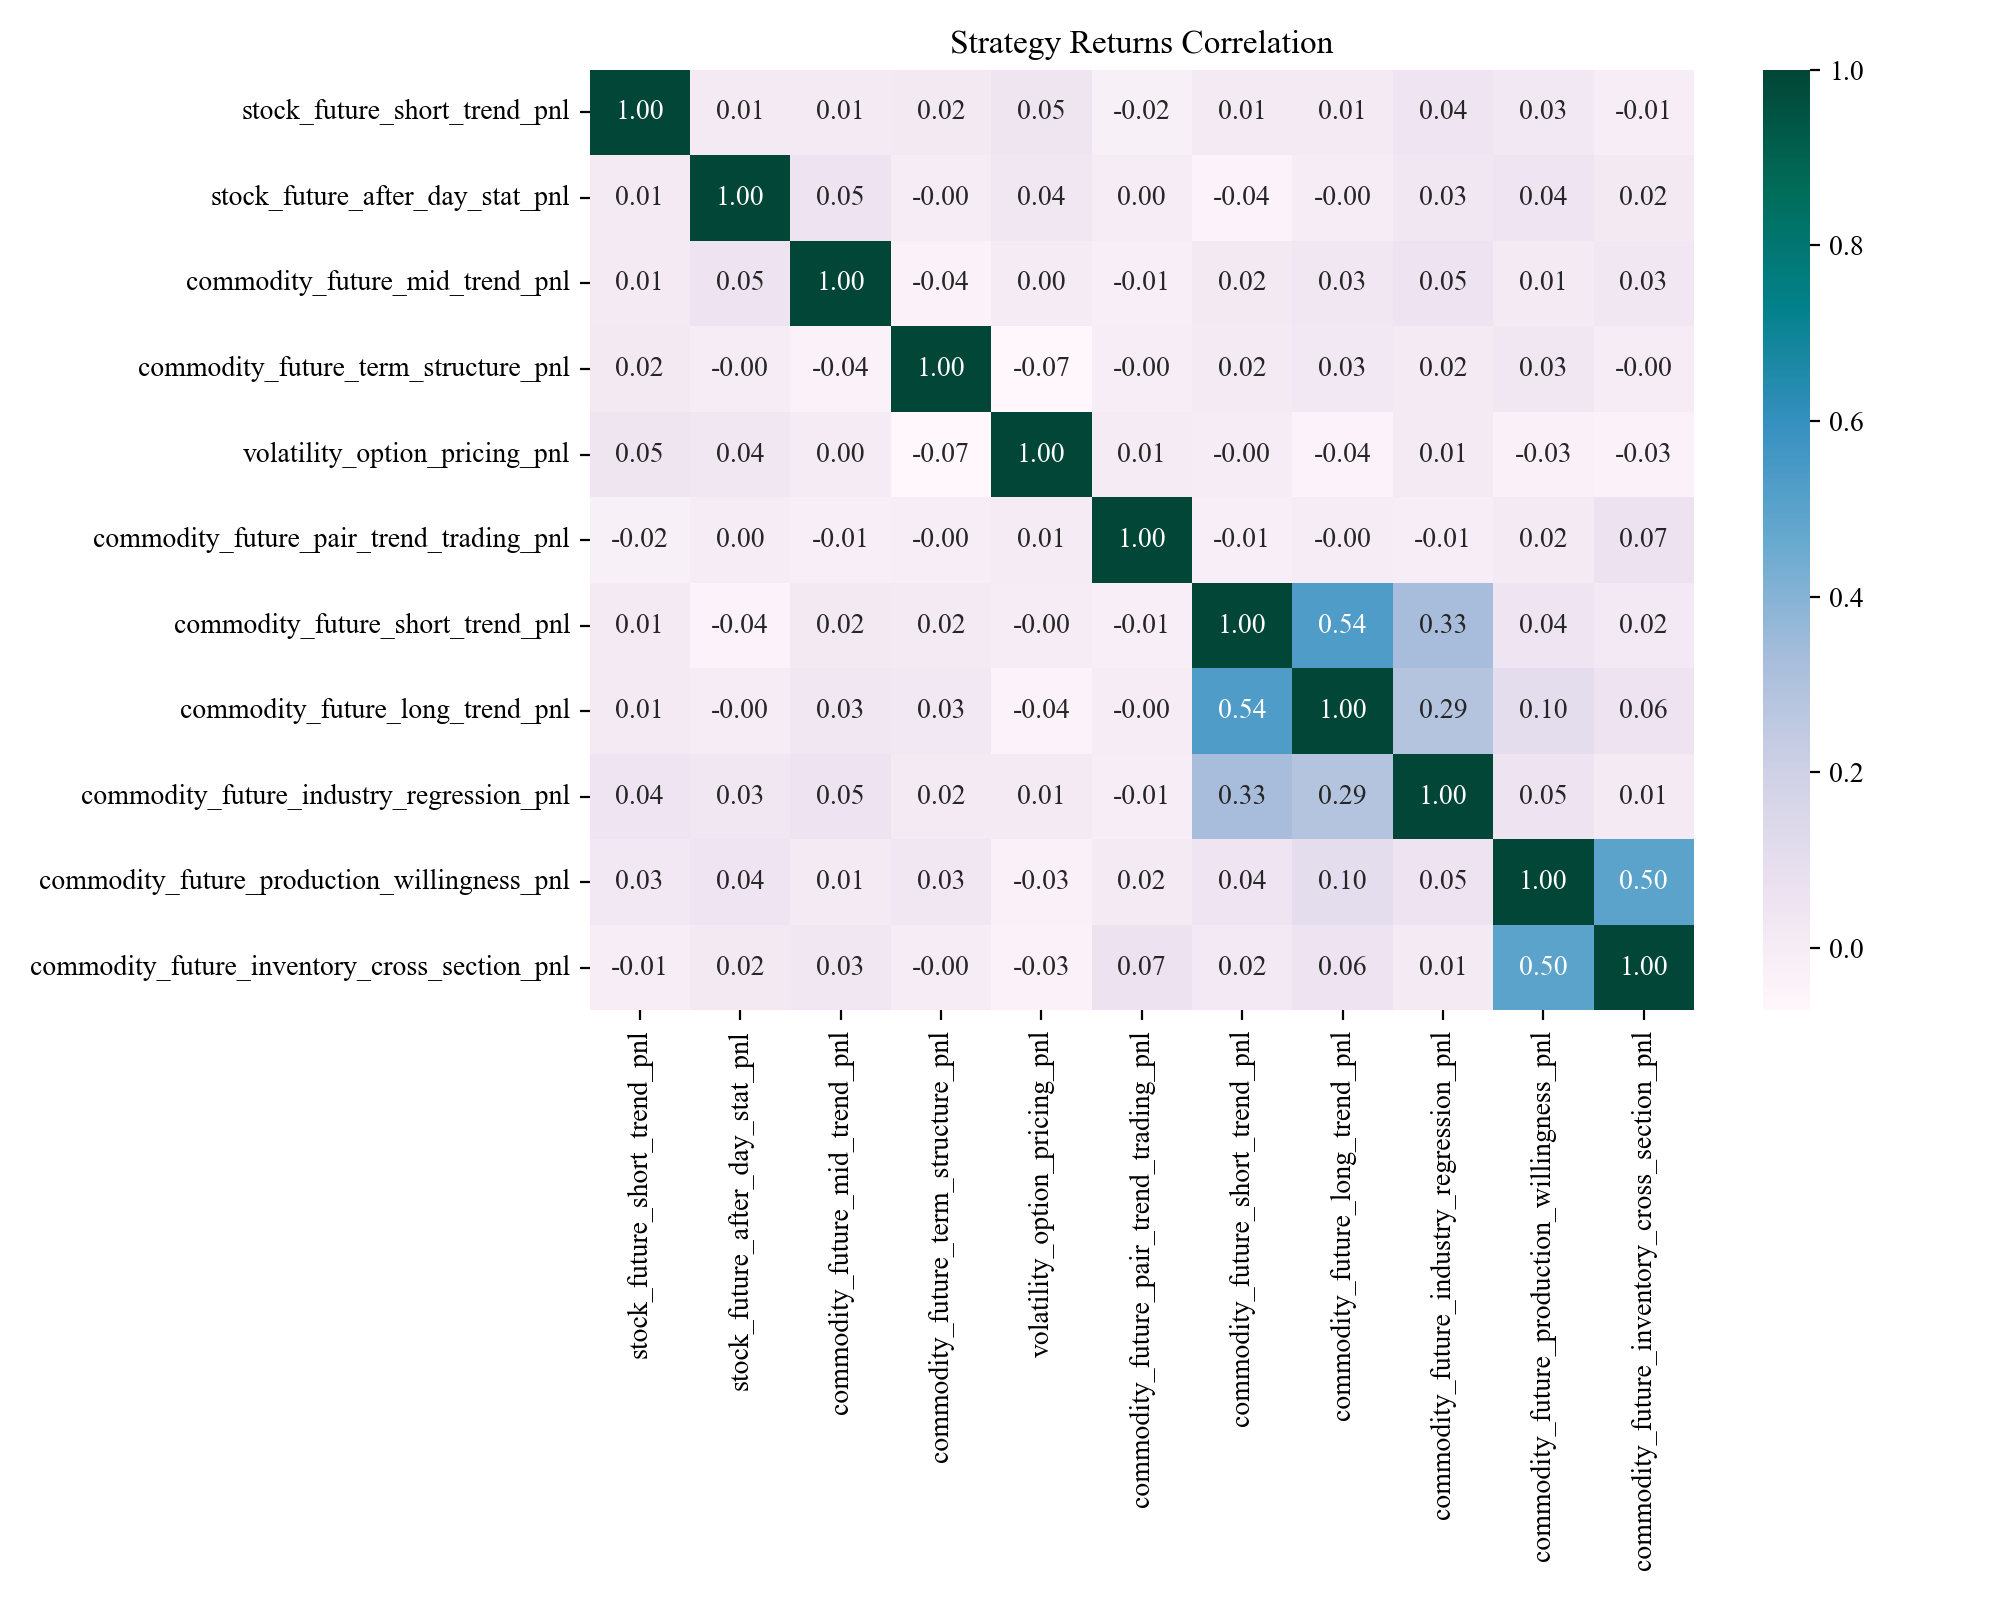 Strategy Returns Correlation
stock_future_short_trend_pnl 1.00 0.01 0.01 0.02 0.05 -0.02 0.01 0.01 0.04 0.03 -0.01
stock_future_after_day_stat_pnl 0.01 1.00 0.05 -0.00 0.04 0.00 -0.04 -0.00 0.03 0.04 0.02
commodity_future_mid_trend_pnl 0.01 0.05 1.00 -0.04 0.00 -0.01 0.02 0.03 0.05 0.01 0.03
commodity_future_term_structure_pnl 0.02 -0.00 -0.04 1.00 -0.07 -0.00 0.02 0.03 0.02 0.03 -0.00
volatility_option_pricing_pnl 0.05 0.04 0.00 -0.07 1.00 0.01 -0.00 -0.04 0.01 -0.03 -0.03
commodity_future_pair_trend_trading_pnl -0.02 0.00 -0.01 -0.00 0.01 1.00 -0.01 -0.00 -0.01 0.02 0.07
commodity_future_short_trend_pnl 0.01 -0.04 0.02 0.02 -0.00 -0.01 1.00 0.54 0.33 0.04 0.02
commodity_future_long_trend_pnl 0.01 -0.00 0.03 0.03 -0.04 -0.00 0.54 1.00 0.29 0.10 0.06
commodity_future_industry_regression_pnl 0.04 0.03 0.05 0.02 0.01 -0.01 0.33 0.29 1.00 0.05 0.01
commodity_future_production_willingness_pnl 0.03 0.04 0.01 0.03 -0.03 0.02 0.04 0.10 0.05 1.00 0.50
commodity_future_inventory_cross_section_pnl -0.01 0.02 0.03 -0.00 -0.03 0.07 0.02 0.06 0.01 0.50 1.00
stock_future_short_trend_pnl
stock_future_after_day_stat_pnl
commodity_future_mid_trend_pnl
commodity_future_term_structure_pnl
volatility_option_pricing_pnl
commodity_future_pair_trend_trading_pnl
commodity_future_short_trend_pnl
commodity_future_long_trend_pnl
commodity_future_industry_regression_pnl
commodity_future_production_willingness_pnl
commodity_future_inventory_cross_section_pnl
1.0
0.8
0.6
0.4
0.2
0.0